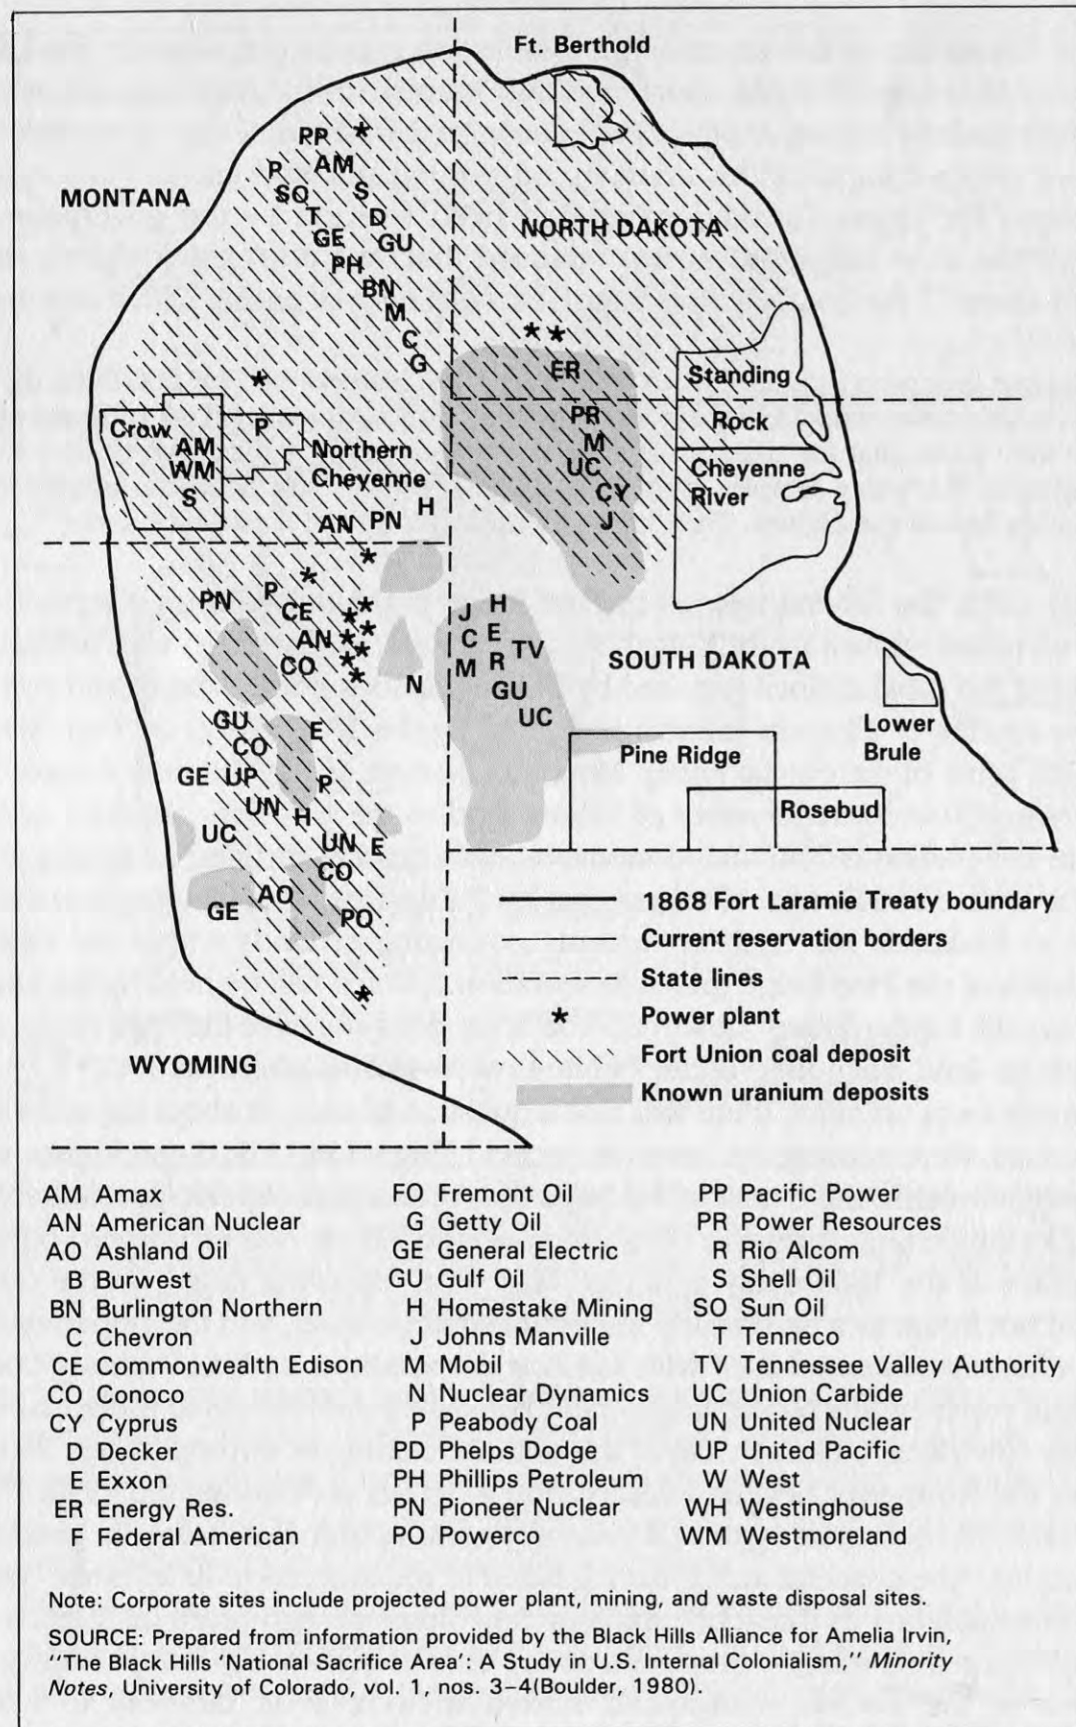 Ft. Berthold
MONTANA
NORTH DAKOTA
PP
P
AM
SO
S
T
D
GE
GU
PH
BN
M
C
G
ER
PR
M
UC
CY
J
Standing
Rock
Cheyenne
River
Crow
AM
WM
S
P
Northern
Cheyenne
AN
PN
H
PN
P
CE
AN
CO
N
J
H
C
E
M
R
TV
GU
UC
SOUTH DAKOTA
Lower
Brule
Pine Ridge
Rosebud
GU
CO
E
GE
UP
P
UN
H
UC
UN
E
CO
AO
GE
PO
WYOMING
1868 Fort Laramie Treaty boundary
Current reservation borders
State lines
* Power plant
Fort Union coal deposit
Known uranium deposits
AM Amax
AN American Nuclear
AO Ashland Oil
B Burwest
BN Burlington Northern
C Chevron
CE Commonwealth Edison
CO Conoco
CY Cyprus
D Decker
E Exxon
ER Energy Res.
F Federal American
FO Fremont Oil
G Getty Oil
GE General Electric
GU Gulf Oil
H Homestake Mining
J Johns Manville
M Mobil
N Nuclear Dynamics
P Peabody Coal
PD Phelps Dodge
PH Phillips Petroleum
PN Pioneer Nuclear
PO Powerco
PP Pacific Power
PR Power Resources
R Rio Alcom
S Shell Oil
SO Sun Oil
T Tenneco
TV Tennessee Valley Authority
UC Union Carbide
UN United Nuclear
UP United Pacific
W West
WH Westinghouse
WM Westmoreland
Note: Corporate sites include projected power plant, mining, and waste disposal sites.
SOURCE: Prepared from information provided by the Black Hills Alliance for Amelia Irvin,
"The Black Hills 'National Sacrifice Area': A Study in U.S. Internal Colonialism," Minority
Notes, University of Colorado, vol. 1, nos. 3–4(Boulder, 1980).